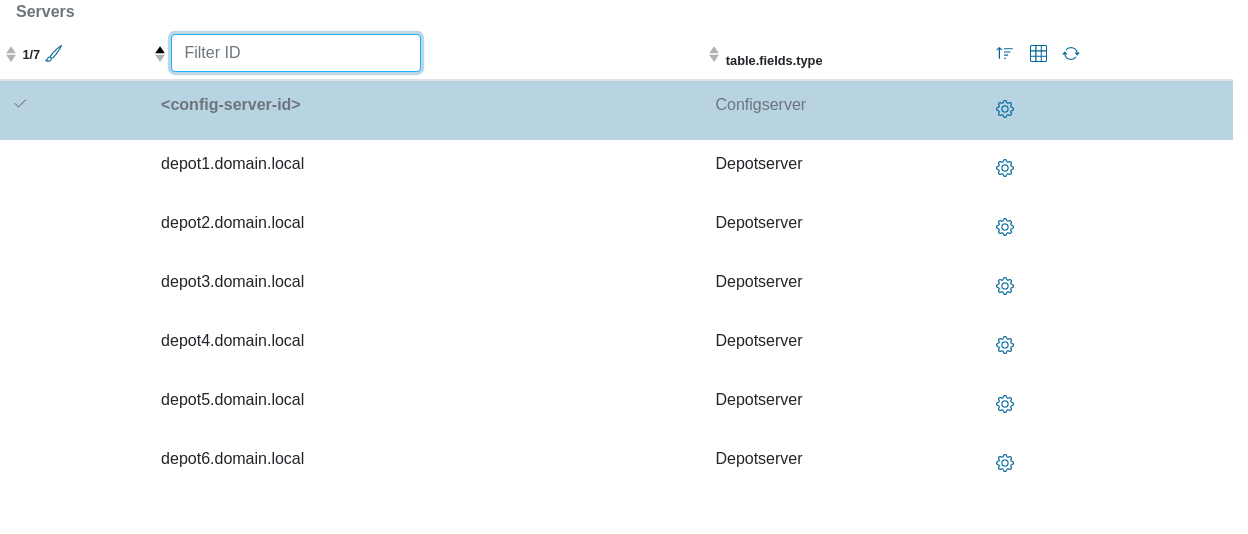 Servers
1/7 Filter ID table.fields.type
<config-server-id> Configserver
depot1.domain.local Depotserver
depot2.domain.local Depotserver
depot3.domain.local Depotserver
depot4.domain.local Depotserver
depot5.domain.local Depotserver
depot6.domain.local Depotserver